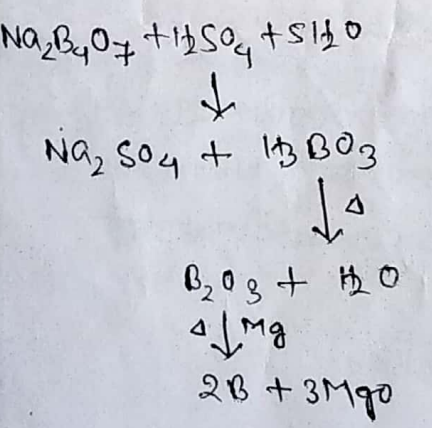 Na₂B₄O₇ + H₂SO₄ + 5H₂O
↓
Na₂SO₄ + H₃BO₃
↓ Δ
B₂O₃ + H₂O
Δ ↓ Mg
2B + 3MgO